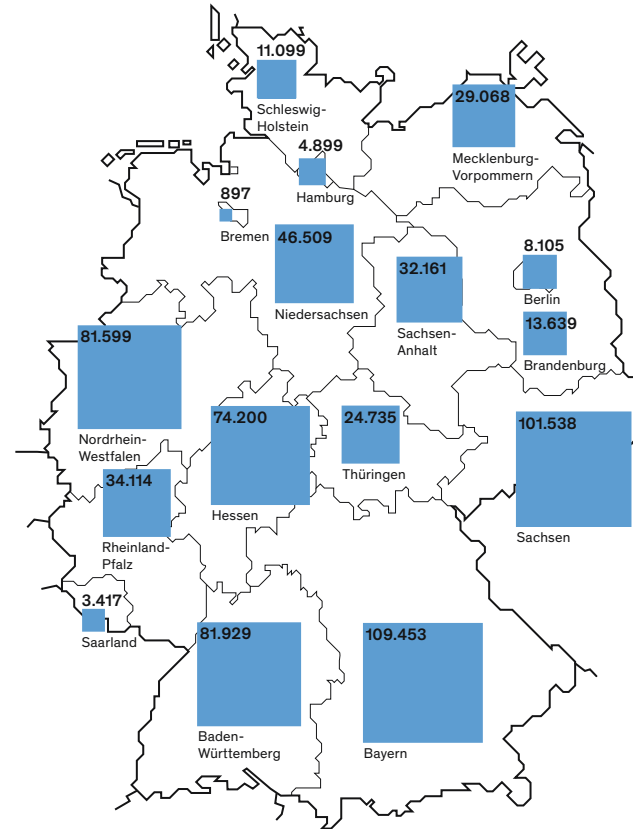 11.099
Schleswig-
Holstein
29.068
Mecklenburg-
Vorpommern
4.899
Hamburg
897
Bremen
46.509
Niedersachsen
32.161
Sachsen-
Anhalt
8.105
Berlin
13.639
Brandenburg
81.599
Nordrhein-
Westfalen
74.200
Hessen
24.735
Thüringen
101.538
Sachsen
34.114
Rheinland-
Pfalz
3.417
Saarland
81.929
Baden-
Württemberg
109.453
Bayern